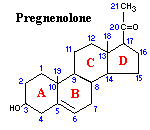 Pregnenolone
21 CH3
20 C=O
12 18 17
11 13 16
C D
1 19 9 14 15
2 10 8
A B
3 5 7
HO 4 6